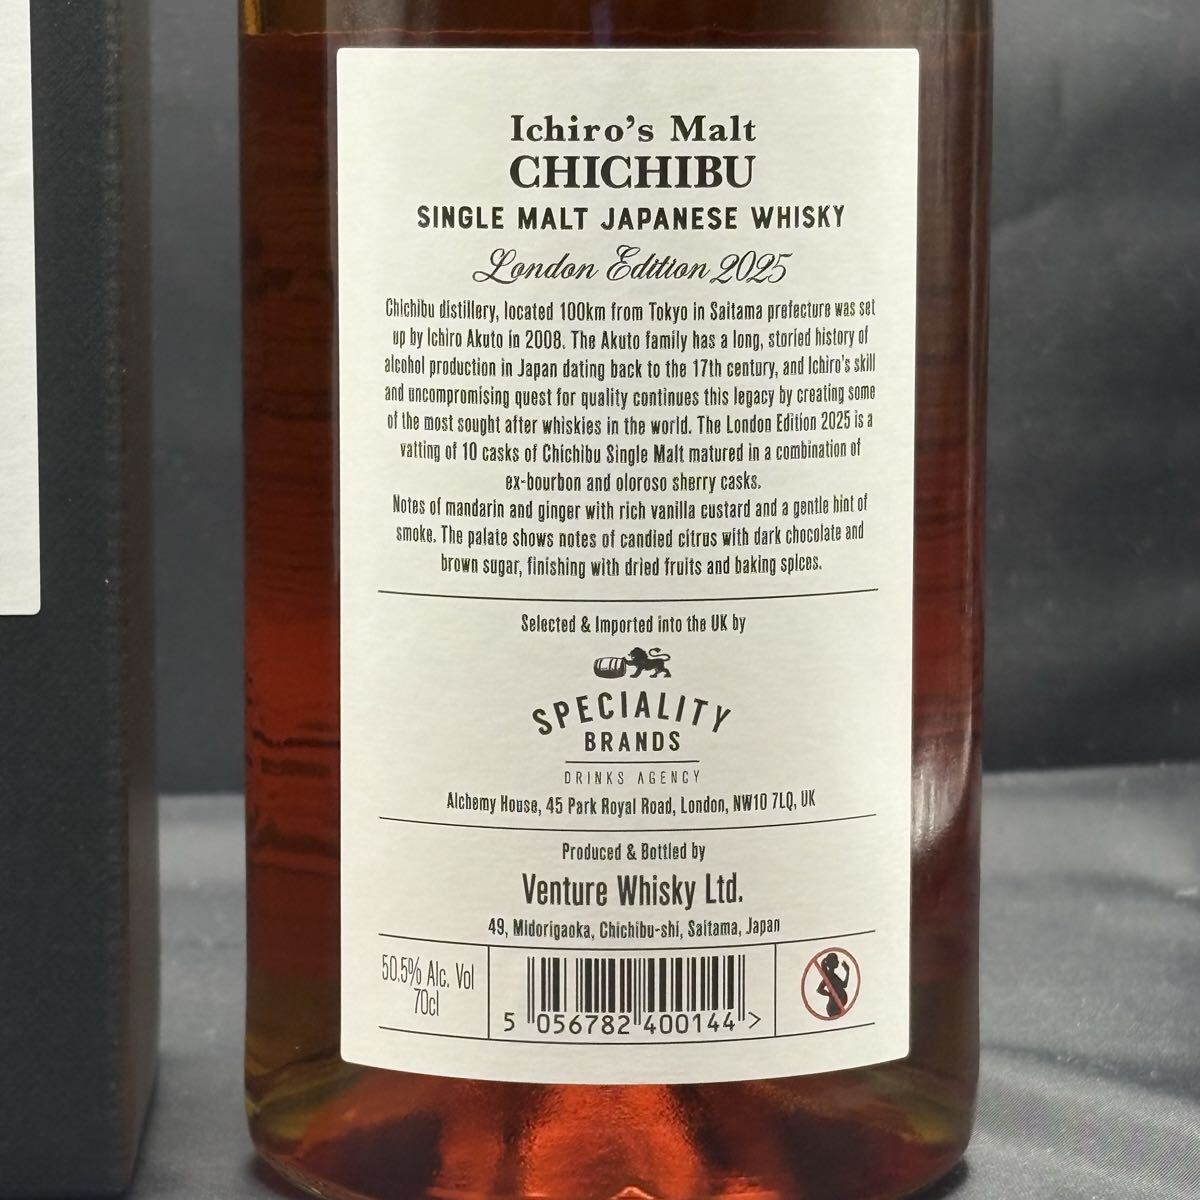 Ichiro's Malt
CHICHIBU
SINGLE MALT JAPANESE WHISKY
London Edition 2025
Chichibu distillery, located 100km from Tokyo in Saitama prefecture was set
up by Ichiro Akuto in 2008. The Akuto family has a long, storied history of
alcohol production in Japan dating back to the 17th century, and Ichiro's skill
and uncompromising quest for quality continues this legacy by creating some
of the most sought after whiskies in the world. The London Edition 2025 is a
vatting of 10 casks of Chichibu Single Malt matured in a combination of
ex-bourbon and oloroso sherry casks.
Notes of mandarin and ginger with rich vanilla custard and a gentle hint of
smoke. The palate shows notes of candied citrus with dark chocolate and
brown sugar, finishing with dried fruits and baking spices.
Selected & Imported into the UK by
SPECIALITY
BRANDS
DRINKS AGENCY
Alchemy House, 45 Park Royal Road, London, NW10 7LQ, UK
Produced & Bottled by
Venture Whisky Ltd.
49, Midorigaoka, Chichibu-shi, Saitama, Japan
50.5% Alc. Vol
70cl
5 056782 400144 >